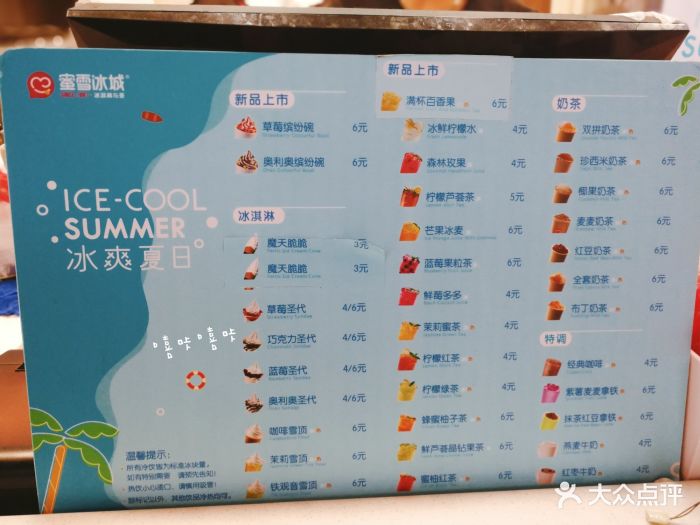 蜜雪冰城
ICE-COOL
SUMMER
冰爽夏日
嘻呦嘻呦
温馨提示:
新品上市
草莓缤纷碗 6元
奥利奥缤纷碗 6元
冰淇淋
魔天脆脆 3元
魔天脆脆 3元
草莓圣代 4/6元
巧克力圣代 4/6元
蓝莓圣代 4/6元
奥利奥圣代 4/6元
咖啡雪顶 6元
茉莉雪顶 6元
铁观音雪顶 6元
新品上市
满杯百香果 6元
冰鲜柠檬水 4元
森林玫果 4元
柠檬芦荟茶 5元
芒果冰麦 6元
蓝莓果粒茶 6元
鲜莓多多 4元
茉莉蜜茶 4元
柠檬红茶 4元
柠檬绿茶 4元
蜂蜜柚子茶 6元
鲜芦荟晶钻果茶 6元
蜜柚红茶 4元
奶茶
双拼奶茶 6元
珍西米奶茶 6元
椰果奶茶 6元
麦麦奶茶 6元
红豆奶茶 6元
全套奶茶 6元
布丁奶茶 6元
特调
经典咖啡 4元
紫薯麦麦拿铁 6元
抹茶红豆拿铁 6元
燕麦牛奶 4元
红枣牛奶 4元
大众点评